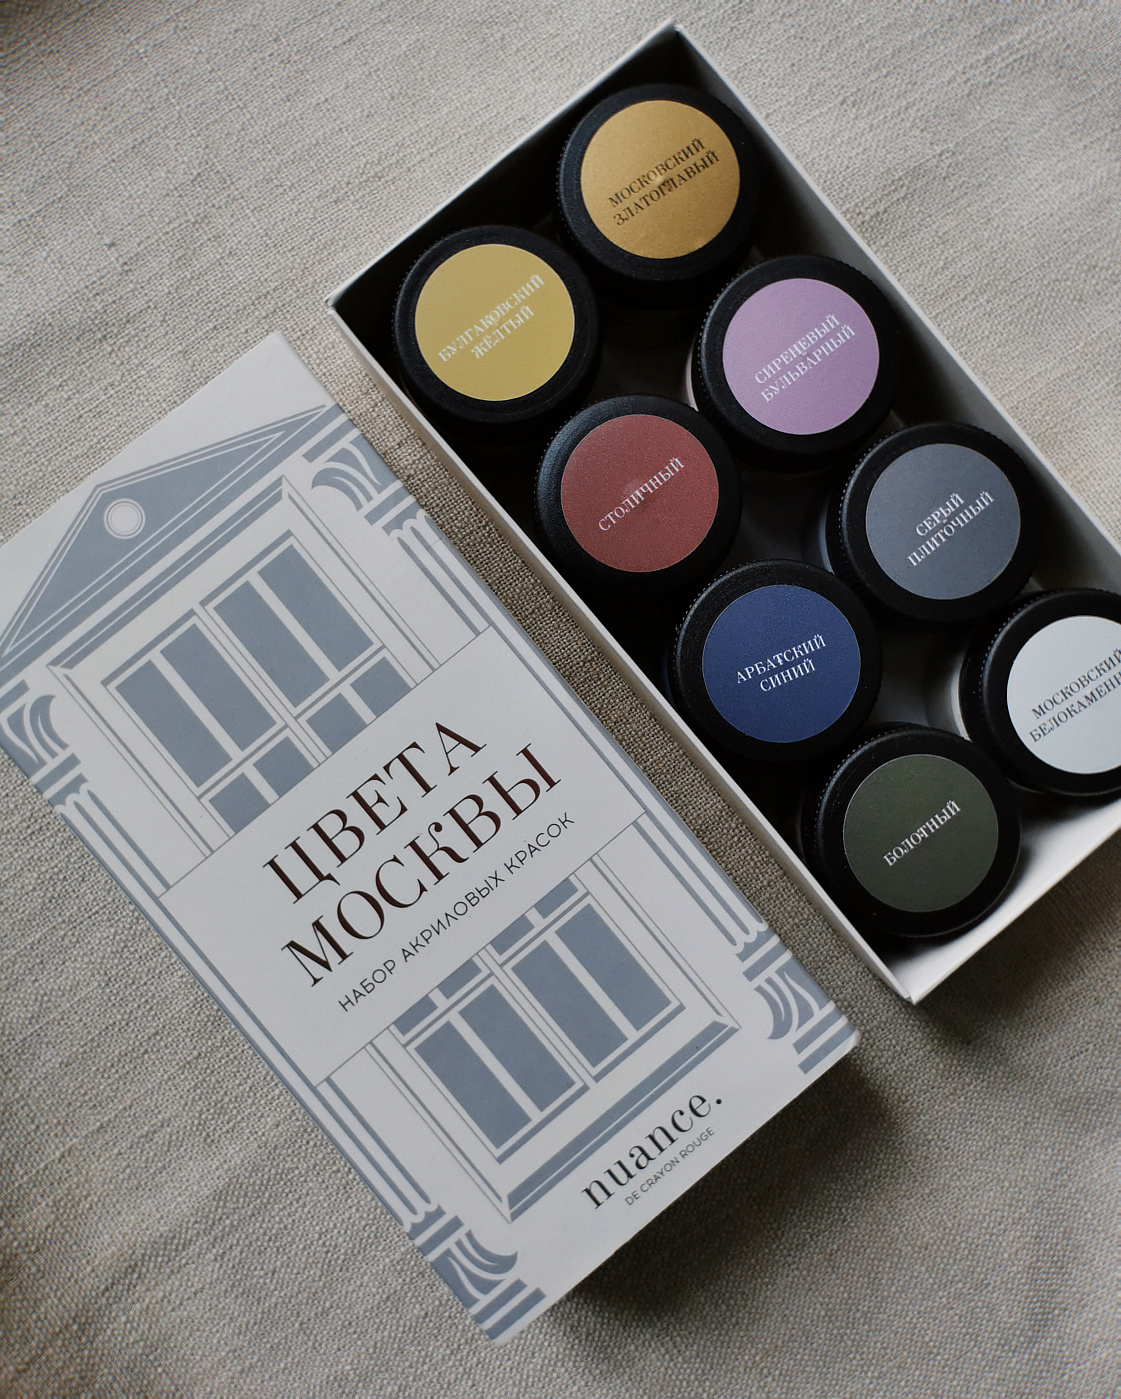 МОСКОВСКИЙ
ЗЛАТОГЛАВЫЙ
БУЛГАКОВСКИЙ
ЖЁЛТЫЙ
СИРЕНЕВЫЙ
БУЛЬВАРНЫЙ
СТОЛИЧНЫЙ
СЕРЫЙ
ПЛИТОЧНЫЙ
АРБАТСКИЙ
СИНИЙ
МОСКОВСКИЙ
БОЛОТНЫЙ
ЦВЕТА
МОСКВЫ
НАБОР АКРИЛОВЫХ КРАСОК
nuance.
DE CRAYON ROUGE